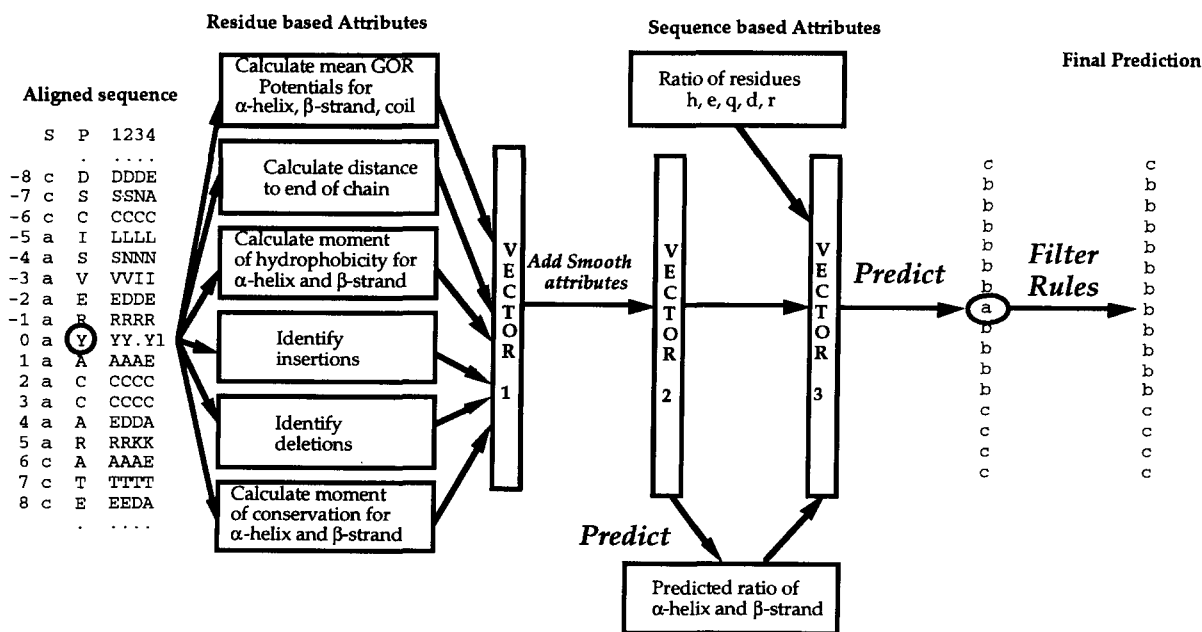 Residue based Attributes
Sequence based Attributes
Final Prediction
Aligned sequence
Calculate mean GOR
Potentials for
α-helix, β-strand, coil
Calculate distance
to end of chain
Calculate moment
of hydrophobicity for
α-helix and β-strand
Identify
insertions
Identify
deletions
Calculate moment
of conservation for
α-helix and β-strand
S P 1234
. ....
-8 c D DDDE
-7 c S SSNA
-6 c C CCCC
-5 a I LLLL
-4 a S SNNN
-3 a V VVII
-2 a E EDDE
-1 a R RRRR
0 a Y YY.Y1
1 a A AAAE
2 a C CCCC
3 a C CCCC
4 a A EDDA
5 a R RRKK
6 c A AAAE
7 c T TTTT
8 c E EEDA
. ....
VECTOR 1
Add Smooth
attributes
VECTOR 2
Ratio of residues
h, e, q, d, r
VECTOR 3
Predict
Predicted ratio of
α-helix and β-strand
Predict
c
b
b
b
b
b
b
a
b
b
b
b
c
c
c
c
Filter
Rules
c
b
b
b
b
b
b
b
b
b
b
b
c
c
c
c